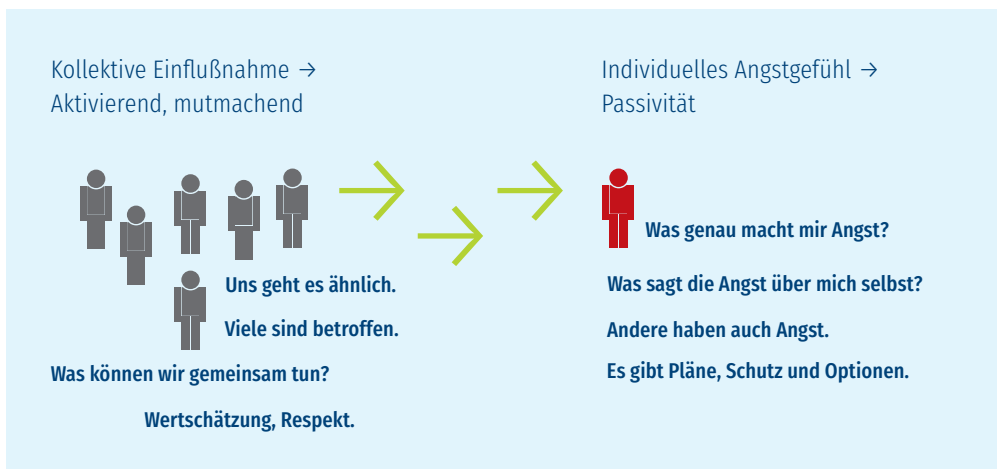 Kollektive Einflußnahme →
Aktivierend, mutmachend
Uns geht es ähnlich.
Viele sind betroffen.
Was können wir gemeinsam tun?
Wertschätzung, Respekt.
Individuelles Angstgefühl →
Passivität
Was genau macht mir Angst?
Was sagt die Angst über mich selbst?
Andere haben auch Angst.
Es gibt Pläne, Schutz und Optionen.